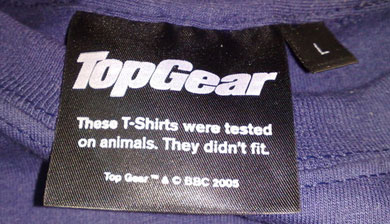 TopGear
L
These T-Shirts were tested
on animals. They didn't fit.
Top Gear ™ & © BBC 2005